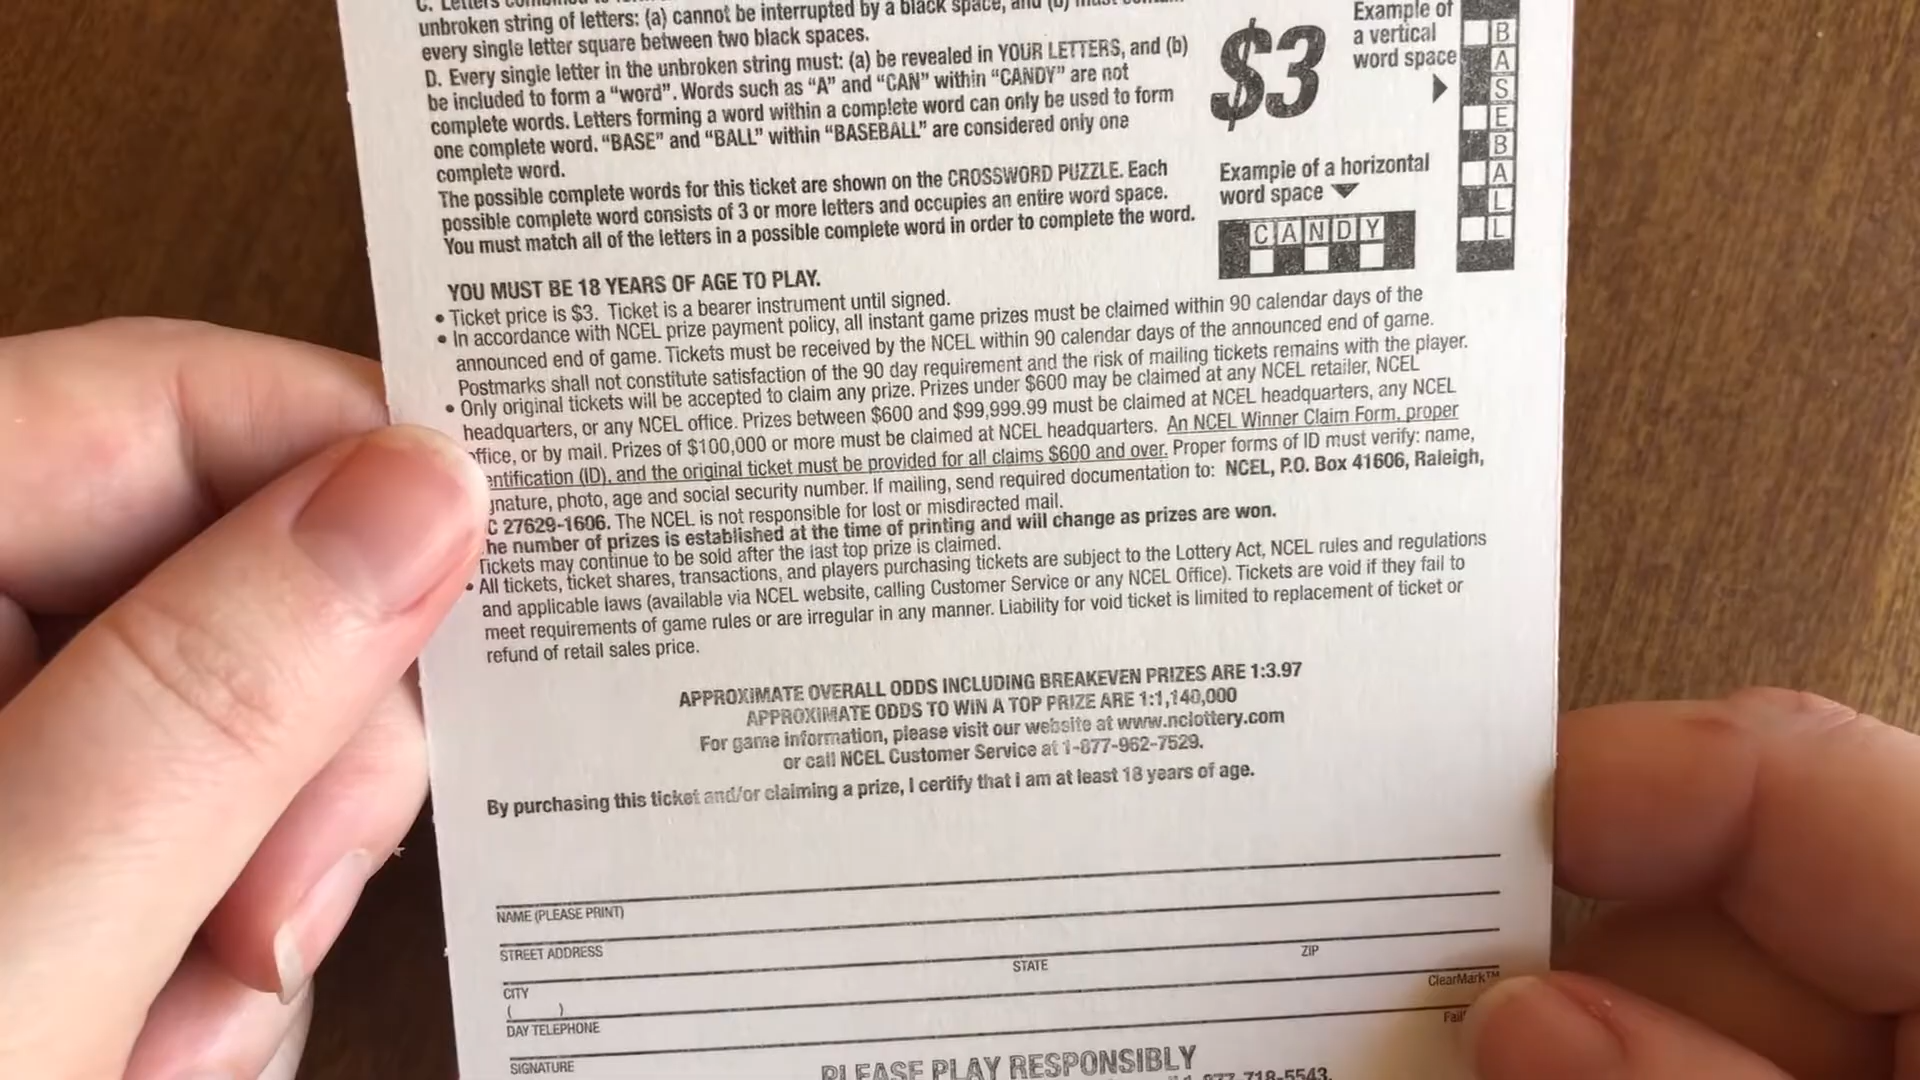 unbroken string of letters: (a) cannot be interrupted by a black space, and (b)
every single letter square between two black spaces.
D. Every single letter in the unbroken string must: (a) be revealed in YOUR LETTERS, and (b)
be included to form a “word”. Words such as “A” and “CAN” within “CANDY” are not
complete words. Letters forming a word within a complete word can only be used to form
one complete word. “BASE” and “BALL” within “BASEBALL” are considered only one
complete word.
The possible complete words for this ticket are shown on the CROSSWORD PUZZLE. Each
possible complete word consists of 3 or more letters and occupies an entire word space.
You must match all of the letters in a possible complete word in order to complete the word.
$3
Example of
a vertical
word space
B
A
S
E
B
A
L
L
Example of a horizontal
word space
C A N D Y
YOU MUST BE 18 YEARS OF AGE TO PLAY.
• Ticket price is $3. Ticket is a bearer instrument until signed.
• In accordance with NCEL prize payment policy, all instant game prizes must be claimed within 90 calendar days of the
announced end of game. Tickets must be received by the NCEL within 90 calendar days of the announced end of game.
Postmarks shall not constitute satisfaction of the 90 day requirement and the risk of mailing tickets remains with the player.
• Only original tickets will be accepted to claim any prize. Prizes under $600 may be claimed at any NCEL retailer, NCEL
headquarters, or any NCEL office. Prizes between $600 and $99,999.99 must be claimed at NCEL headquarters, any NCEL
office, or by mail. Prizes of $100,000 or more must be claimed at NCEL headquarters. An NCEL Winner Claim Form, proper
entification (ID), and the original ticket must be provided for all claims $600 and over. Proper forms of ID must verify: name,
gnature, photo, age and social security number. If mailing, send required documentation to: NCEL, P.O. Box 41606, Raleigh,
C 27629-1606. The NCEL is not responsible for lost or misdirected mail.
he number of prizes is established at the time of printing and will change as prizes are won.
Tickets may continue to be sold after the last top prize is claimed.
• All tickets, ticket shares, transactions, and players purchasing tickets are subject to the Lottery Act, NCEL rules and regulations
and applicable laws (available via NCEL website, calling Customer Service or any NCEL Office). Tickets are void if they fail to
meet requirements of game rules or are irregular in any manner. Liability for void ticket is limited to replacement of ticket or
refund of retail sales price.
APPROXIMATE OVERALL ODDS INCLUDING BREAKEVEN PRIZES ARE 1:3.97
APPROXIMATE ODDS TO WIN A TOP PRIZE ARE 1:1,140,000
For game information, please visit our website at www.nclottery.com
or call NCEL Customer Service at 1-877-962-7529.
By purchasing this ticket and/or claiming a prize, I certify that I am at least 18 years of age.
NAME (PLEASE PRINT)
STREET ADDRESS
CITY STATE ZIP
( )
DAY TELEPHONE
ClearMark™
SIGNATURE
PLEASE PLAY RESPONSIBLY
877-718-5543.